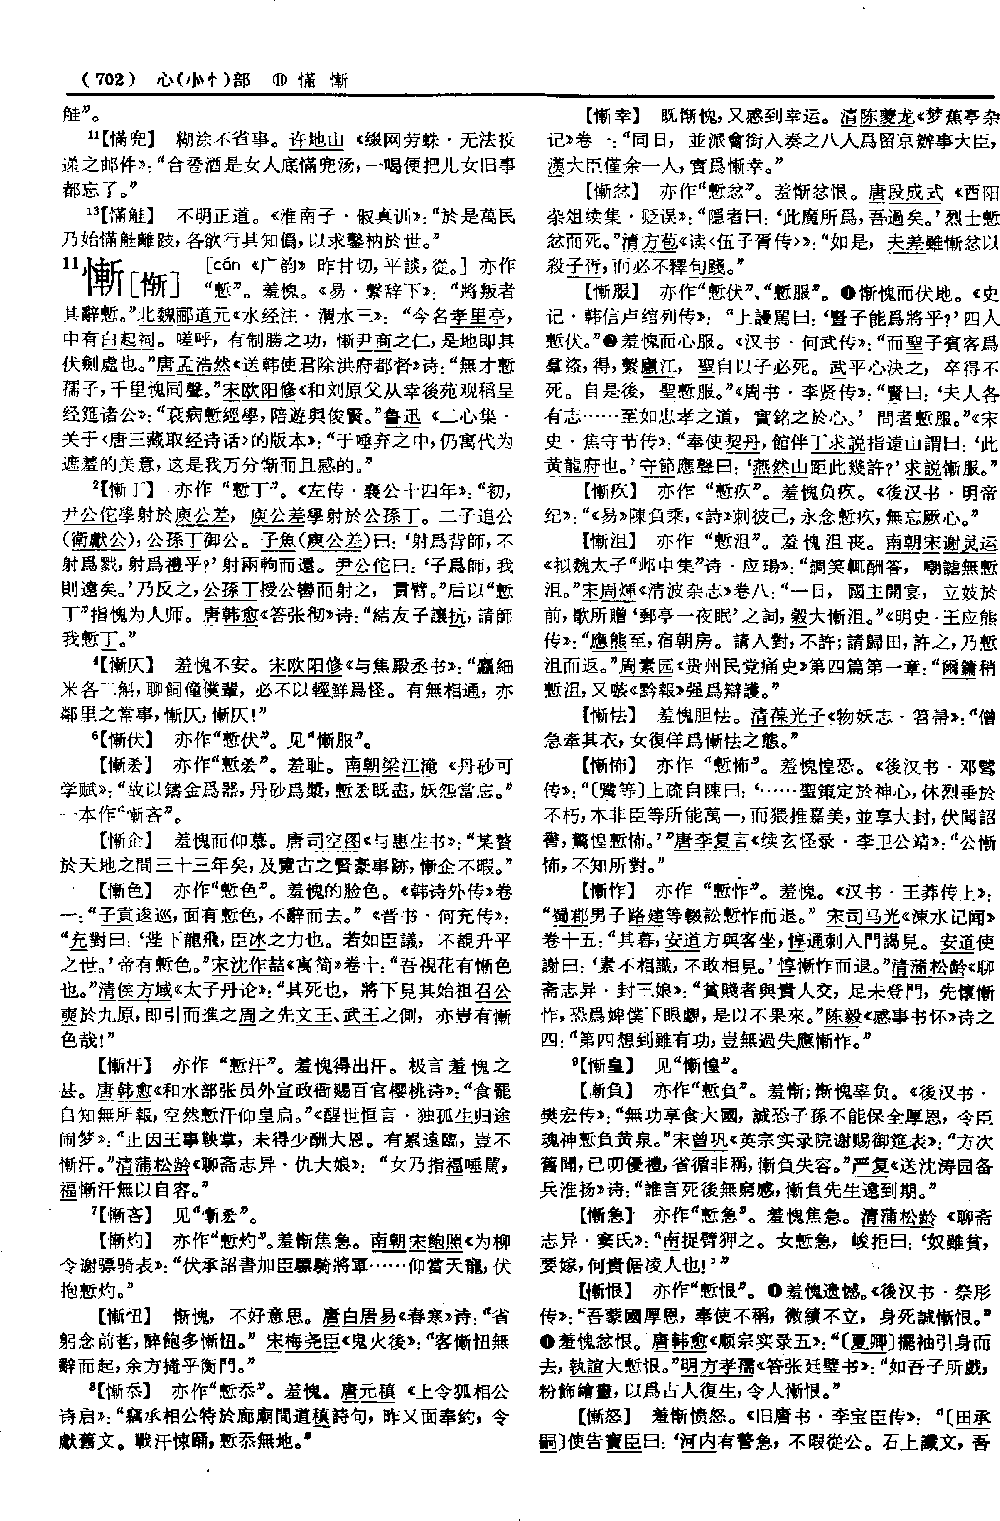 (702) 心(小忄)部 ⑪ 慲 慚
觟”。
11【慲兜】 糊涂不省事。许地山《缀网劳蛛·无法投
递之邮件》:“合卺酒是女人底慲兜汤,一喝便把儿女旧事
都忘了。”
13【慲觟】 不明正道。《淮南子·俶真训》:“於是萬民
乃始慲觟離跂,各欲行其知僞,以求鑿枘於世。”
11慚[惭] [cán 《广韵》昨甘切,平談,從。] 亦作
“慙”。羞愧。《易·繫辞下》:“將叛者
其辭慙。”北魏郦道元《水经注·渭水三》:“今名孝里亭,
中有白起祠。嗟呼,有制勝之功,慚尹商之仁,是地即其
伏劍處也。”唐孟浩然《送韩使君除洪府都督》诗:“無才慙
孺子,千里愧同聲。”宋欧阳修《和刘原父从幸後苑观稻呈
经筵诸公》:“衰病慙經學,陪遊與俊賢。”鲁迅《二心集·
关于〈唐三藏取经诗话〉的版本》:“于唾弃之中,仍寓代为
遮羞的美意,这是我万分惭而且感的。”
2【慚丁】 亦作“慙丁”。《左传·襄公十四年》:“初,
尹公佗學射於庾公差,庾公差學射於公孫丁。二子追公
(衛獻公),公孫丁御公。子魚(庾公差)曰:‘射爲背師,不
射爲戮,射爲禮乎?’射兩軥而還。尹公佗曰:‘子爲師,我
則遠矣。’乃反之,公孫丁授公轡而射之,貫臂。”后以“慙
丁”指愧为人师。唐韩愈《答张彻》诗:“結友子讓抗,請師
我慙丁。”
4【慚仄】 羞愧不安。宋欧阳修《与焦殿丞书》:“麤細
米各二斛,聊飼僮僕輩,必不以輕鮮爲怪。有無相通,亦
鄰里之常事,慚仄,慚仄!”
6【慚伏】 亦作“慙伏”。见“慚服”。
【慚恡】 亦作“慙恡”。羞耻。南朝梁江淹《丹砂可
学赋》:“故以鑄金爲器,丹砂爲漿,慙恡既盡,妖怨當忘。”
一本作“慚吝”。
【慚企】 羞愧而仰慕。唐司空图《与惠生书》:“某贅
於天地之間三十三年矣,及覽古之賢豪事跡,慚企不暇。”
【慚色】 亦作“慙色”。羞愧的脸色。《韩诗外传》卷
一:“子貢逡巡,面有慙色,不辭而去。”《晋书·何充传》:
“充對曰:‘陛下龍飛,臣冰之力也。若如臣議,不覩升平
之世。’帝有慙色。”宋沈作喆《寓简》卷十:“吾視花有慚色
也。”清侯方域《太子丹论》:“其死也,將下見其始祖召公
奭於九原,即引而進之周之先文王、武王之側,亦豈有慚
色哉!”
【慚汗】 亦作“慙汗”。羞愧得出汗。极言羞愧之
甚。唐韩愈《和水部张员外宣政衙赐百官樱桃诗》:“食罷
自知無所報,空然慙汗仰皇扃。”《醒世恒言·独孤生归途
闹梦》:“止因王事鞅掌,未得少酬大恩。有累遠臨,豈不
慚汗。”清蒲松龄《聊斋志异·仇大娘》:“女乃指福唾罵,
福慚汗無以自容。”
7【慚吝】 见“慚恡”。
【慚灼】 亦作“慙灼”。羞慚焦急。南朝宋鲍照《为柳
令谢骠骑表》:“伏承詔書加臣驃騎將軍……仰當天寵,伏
抱慙灼。”
【慚忸】 慚愧,不好意思。唐白居易《春寒》诗:“省
躬念前哲,醉飽多慚忸。”宋梅尧臣《鬼火後》:“客慚忸無
辭而起,余方掩平衡門。”
8【慚忝】 亦作“慙忝”。羞愧。唐元稹《上令狐相公
诗启》:“竊承相公特於廊廟間道稹詩句,昨又面奉約,令
獻舊文。戰汗悚踊,慙忝無地。”
【慚幸】 既慚愧,又感到幸运。清陈夔龙《梦蕉亭杂
记》卷一:“同日,並派會銜入奏之八人爲留京辦事大臣,
漢大臣僅余一人,實爲慚幸。”
【慚忿】 亦作“慙忿”。羞慚忿恨。唐段成式《酉阳
杂俎续集·贬误》:“隱者曰:‘此魔所爲,吾過矣。’烈士慙
忿而死。”清方苞《读〈伍子胥传〉》:“如是,夫差雖慚忿以
殺子胥,而必不釋句踐。”
【慚服】 亦作“慙伏”、“慙服”。❶慚愧而伏地。《史
记·韩信卢绾列传》:“上謾罵曰:‘豎子能爲將乎?’四人
慙伏。”❷羞愧而心服。《汉书·何武传》:“而聖子賓客爲
羣盜,得,繫廬江,聖自以子必死。武平心決之,卒得不
死。自是後,聖慙服。”《周书·李贤传》:“賢曰:‘夫人各
有志……至如忠孝之道,實銘之於心。’問者慙服。”《宋
史·焦守节传》:“奉使契丹,館伴丁求説指遠山謂曰:‘此
黄龍府也。’守節應聲曰:‘燕然山距此幾許?’求説慚服。”
【慚疚】 亦作“慙疚”。羞愧负疚。《後汉书·明帝
纪》:“《易》陳負乘,《詩》刺彼己,永念慙疚,無忘厥心。”
【慚沮】 亦作“慙沮”。羞愧沮丧。南朝宋谢灵运
《拟魏太子“邺中集”诗·应瑒》:“調笑輒酬答,嘲謔無慙
沮。”宋周煇《清波杂志》卷八:“一日,國主開宴,立妓於
前,歌所贈‘郵亭一夜眠’之詞,穀大慚沮。”《明史·王应熊
传》:“應熊至,宿朝房。請入對,不許;請歸田,許之,乃慙
沮而返。”周素园《贵州民党痛史》第四篇第一章:“爾鏞稍
慙沮,又嗾《黔報》强爲辯護。”
【慚怯】 羞愧胆怯。清葆光子《物妖志·笤帚》:“僧
急牽其衣,女復佯爲慚怯之態。”
【慚怖】 亦作“慙怖”。羞愧惶恐。《後汉书·邓骘
传》:“〔騭等〕上疏自陳曰:‘……聖策定於神心,休烈垂於
不朽,本非臣等所能萬一,而猥推嘉美,並享大封,伏聞詔
書,驚惶慙怖。’”唐李复言《续玄怪录·李卫公靖》:“公慚
怖,不知所對。”
【慚怍】 亦作“慙怍”。羞愧。《汉书·王莽传上》:
“蜀郡男子路建等輟訟慙怍而退。”宋司马光《涑水记闻》
卷十五:“其暮,安道方與客坐,惇通刺入門謁見。安道使
謝曰:‘素不相識,不敢相見。’惇慚怍而退。”清蒲松龄《聊
斋志异·封三娘》:“貧賤者與貴人交,足未登門,先懷慚
怍,恐爲婢僕下眼覷,是以不果來。”陈毅《感事书怀》诗之
四:“第四想到雖有功,豈無過失應慚怍。”
9【慚皇】 见“慚惶”。
【慚負】 亦作“慙負”。羞慚;慚愧辜负。《後汉书·
樊宏传》:“無功享食大國,誠恐子孫不能保全厚恩,令臣
魂神慙負黄泉。”宋曾巩《英宗实录院谢赐御筵表》:“方次
舊聞,已叨優禮,省循非稱,慚負失容。”严复《送沈涛园备
兵淮扬》诗:“誰言死後無窮感,慚負先生遠到期。”
【慚急】 亦作“慙急”。羞愧焦急。清蒲松龄《聊斋
志异·窦氏》:“南捉臂狎之。女慙急,峻拒曰:‘奴雖貧,
要嫁,何貴倨凌人也!’”
【慚恨】 亦作“慙恨”。❶羞愧遗憾。《後汉书·祭肜
传》:“吾蒙國厚恩,奉使不稱,微績不立,身死誠慚恨。”
❷羞愧忿恨。唐韩愈《顺宗实录五》:“〔夏卿〕擺袖引身而
去,執誼大慙恨。”明方孝孺《答张廷璧书》:“如吾子所戲,
粉飾繪畫,以爲古人復生,令人慚恨。”
【慚怒】 羞慚愤怒。《旧唐书·李宝臣传》:“〔田承
嗣〕使告寶臣曰:‘河内有警急,不暇從公。石上讖文,吾